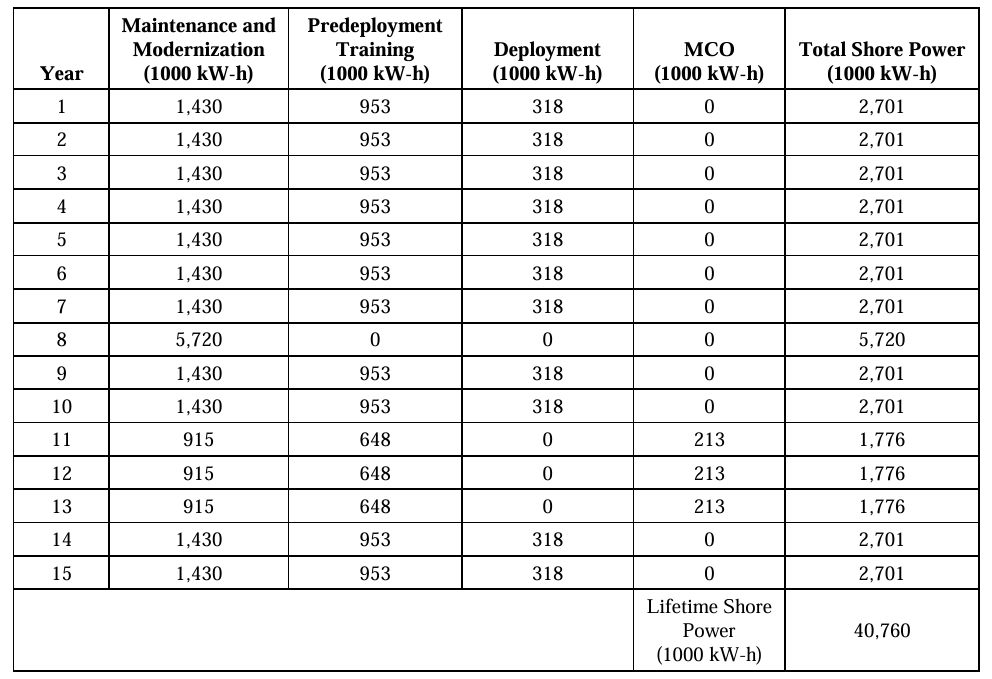 Year Maintenance and Modernization (1000 kW-h) Predeployment Training (1000 kW-h) Deployment (1000 kW-h) MCO (1000 kW-h) Total Shore Power (1000 kW-h)
1 1,430 953 318 0 2,701
2 1,430 953 318 0 2,701
3 1,430 953 318 0 2,701
4 1,430 953 318 0 2,701
5 1,430 953 318 0 2,701
6 1,430 953 318 0 2,701
7 1,430 953 318 0 2,701
8 5,720 0 0 0 5,720
9 1,430 953 318 0 2,701
10 1,430 953 318 0 2,701
11 915 648 0 213 1,776
12 915 648 0 213 1,776
13 915 648 0 213 1,776
14 1,430 953 318 0 2,701
15 1,430 953 318 0 2,701
Lifetime Shore Power (1000 kW-h) 40,760